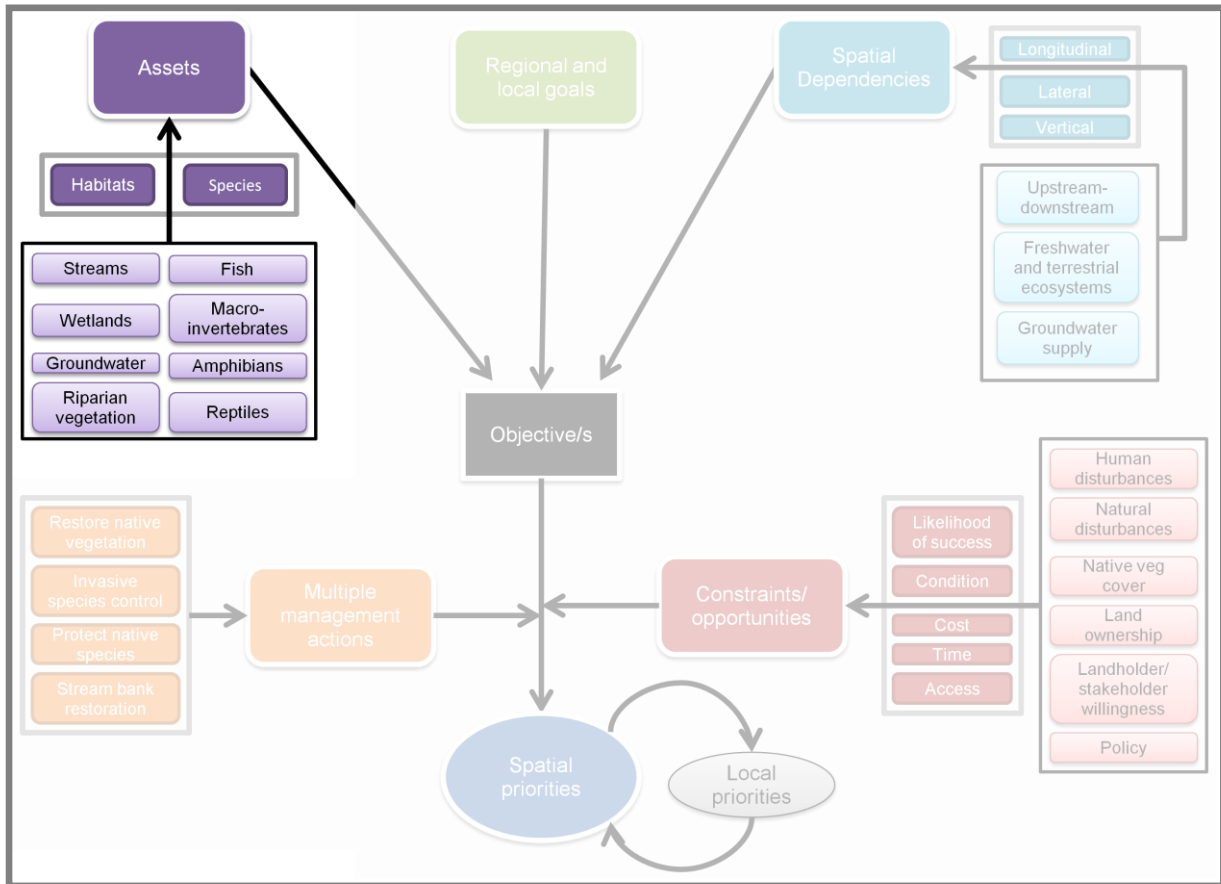 Assets
Habitats
Species
Streams
Fish
Wetlands
Macro-
invertebrates
Groundwater
Amphibians
Riparian
vegetation
Reptiles
Regional and
local goals
Spatial
Dependencies
Longitudinal
Lateral
Vertical
Upstream-
downstream
Freshwater
and terrestrial
ecosystems
Groundwater
supply
Objective/s
Restore native
vegetation
Invasive
species control
Protect native
species
Stream bank
restoration
Multiple
management
actions
Constraints/
opportunities
Likelihood
of success
Condition
Cost
Time
Access
Human
disturbances
Natural
disturbances
Native veg
cover
Land
ownership
Landholder/
stakeholder
willingness
Policy
Spatial
priorities
Local
priorities